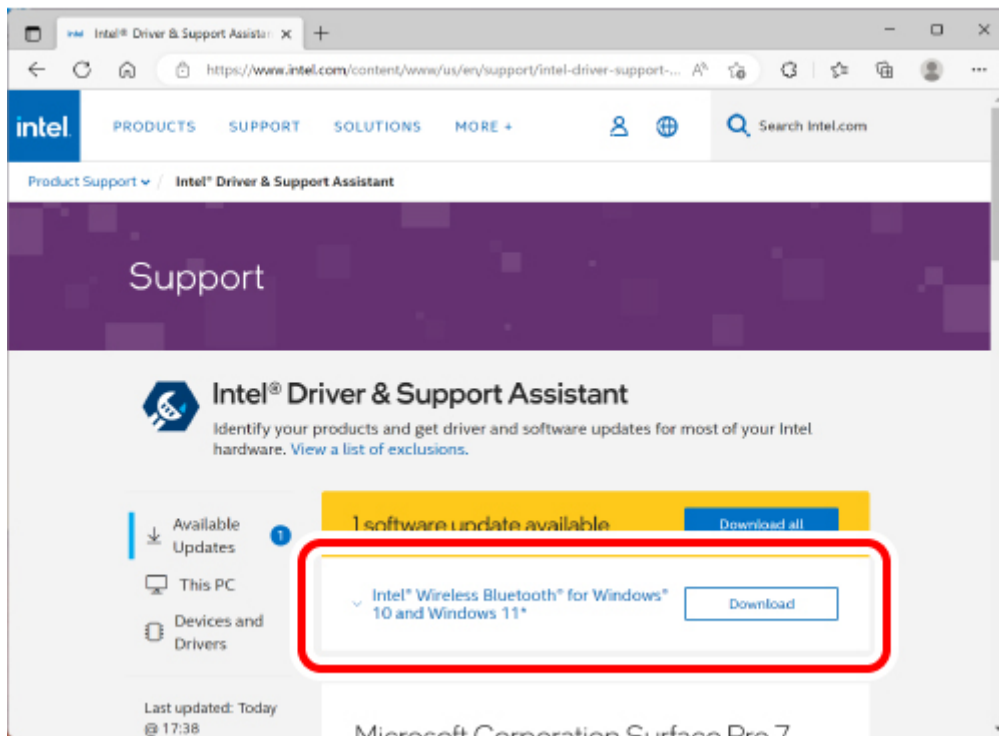 Intel® Driver & Support Assistan
https://www.intel.com/content/www/us/en/support/intel-driver-support-...
intel.
PRODUCTS SUPPORT SOLUTIONS MORE +
Search Intel.com
Product Support / Intel® Driver & Support Assistant
Support
Intel® Driver & Support Assistant
Identify your products and get driver and software updates for most of your Intel
hardware. View a list of exclusions.
Available
Updates
1
This PC
Devices and
Drivers
Last updated: Today
@ 17:38
1 software update available
Download all
Intel® Wireless Bluetooth® for Windows*
10 and Windows 11*
Download
Microsoft Corporation Surface Pro 7